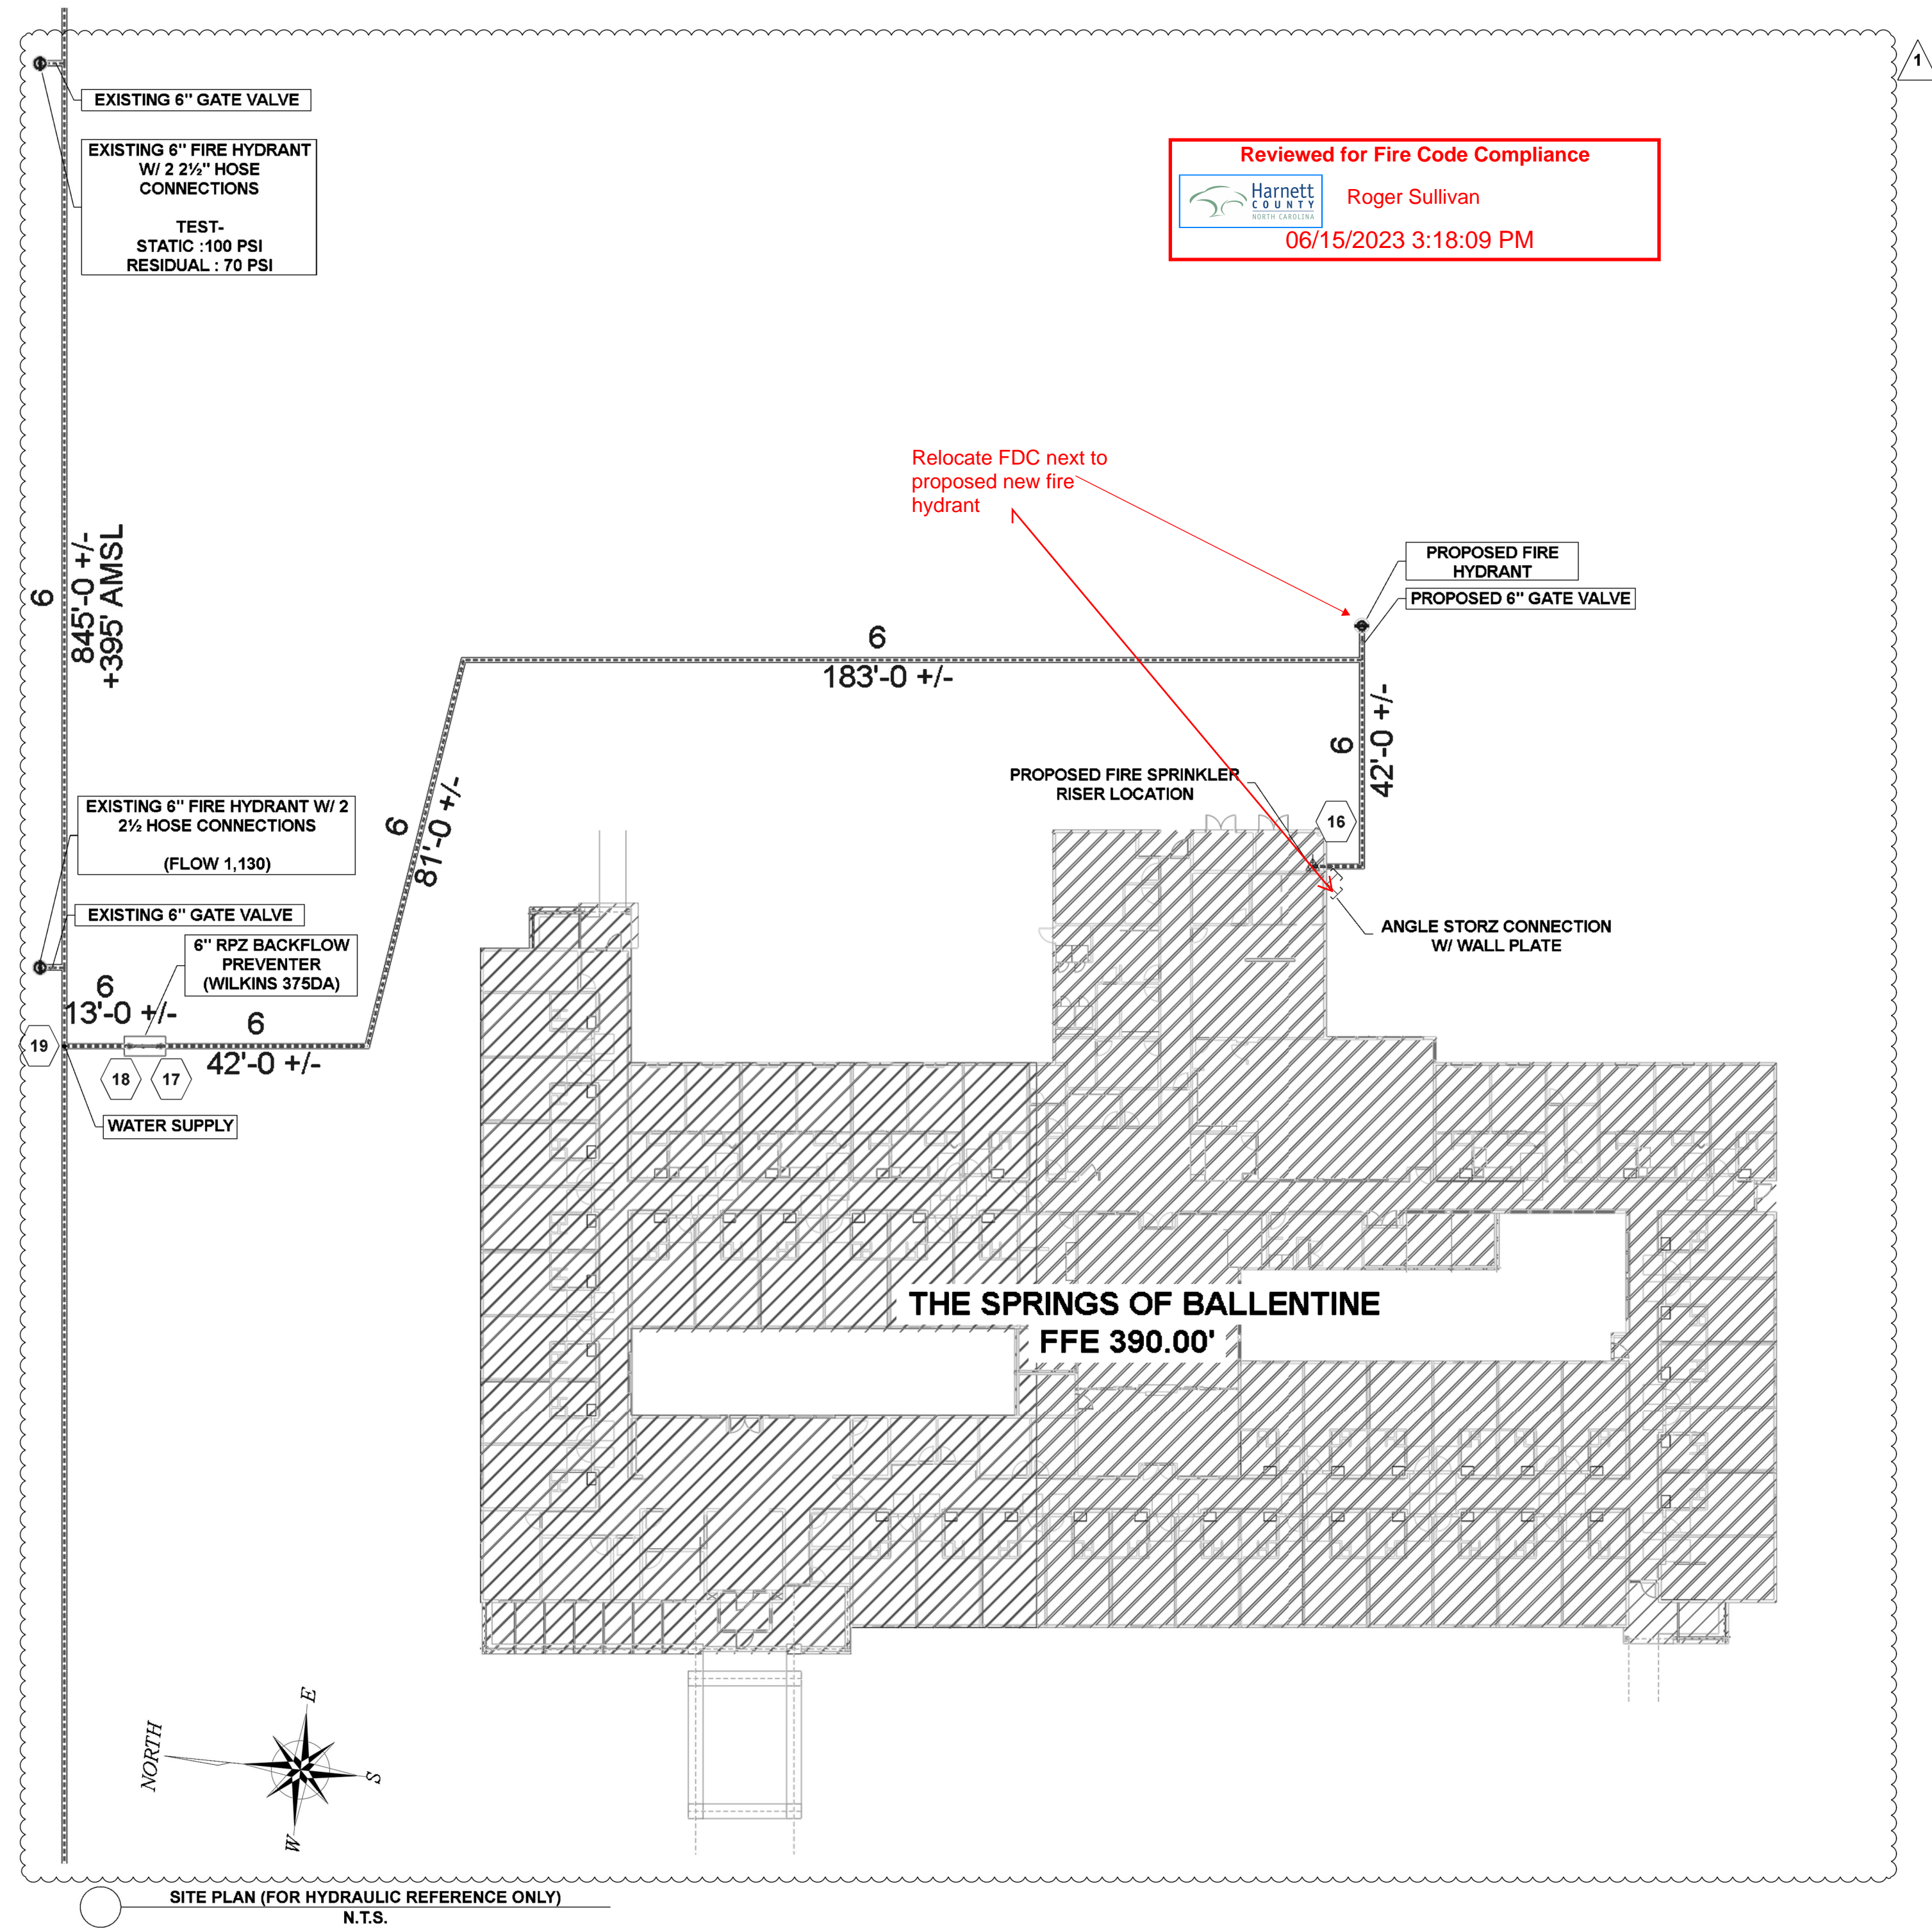 1
EXISTING 6" GATE VALVE
EXISTING 6" FIRE HYDRANT
W/ 2 2½" HOSE
CONNECTIONS
TEST-
STATIC :100 PSI
RESIDUAL : 70 PSI
Reviewed for Fire Code Compliance
Harnett
COUNTY
NORTH CAROLINA
Roger Sullivan
06/15/2023 3:18:09 PM
Relocate FDC next to
proposed new fire
hydrant
6
845'-0 +/-
+395' AMSL
PROPOSED FIRE
HYDRANT
PROPOSED 6" GATE VALVE
6
183'-0 +/-
6
42'-0 +/-
6
81'-0 +/-
PROPOSED FIRE SPRINKLER
RISER LOCATION
16
ANGLE STORZ CONNECTION
W/ WALL PLATE
EXISTING 6" FIRE HYDRANT W/ 2
2½ HOSE CONNECTIONS
(FLOW 1,130)
EXISTING 6" GATE VALVE
6" RPZ BACKFLOW
PREVENTER
(WILKINS 375DA)
6
13'-0 +/-
6
42'-0 +/-
19
18
17
WATER SUPPLY
THE SPRINGS OF BALLENTINE
FFE 390.00'
NORTH
E
S
W
SITE PLAN (FOR HYDRAULIC REFERENCE ONLY)
N.T.S.